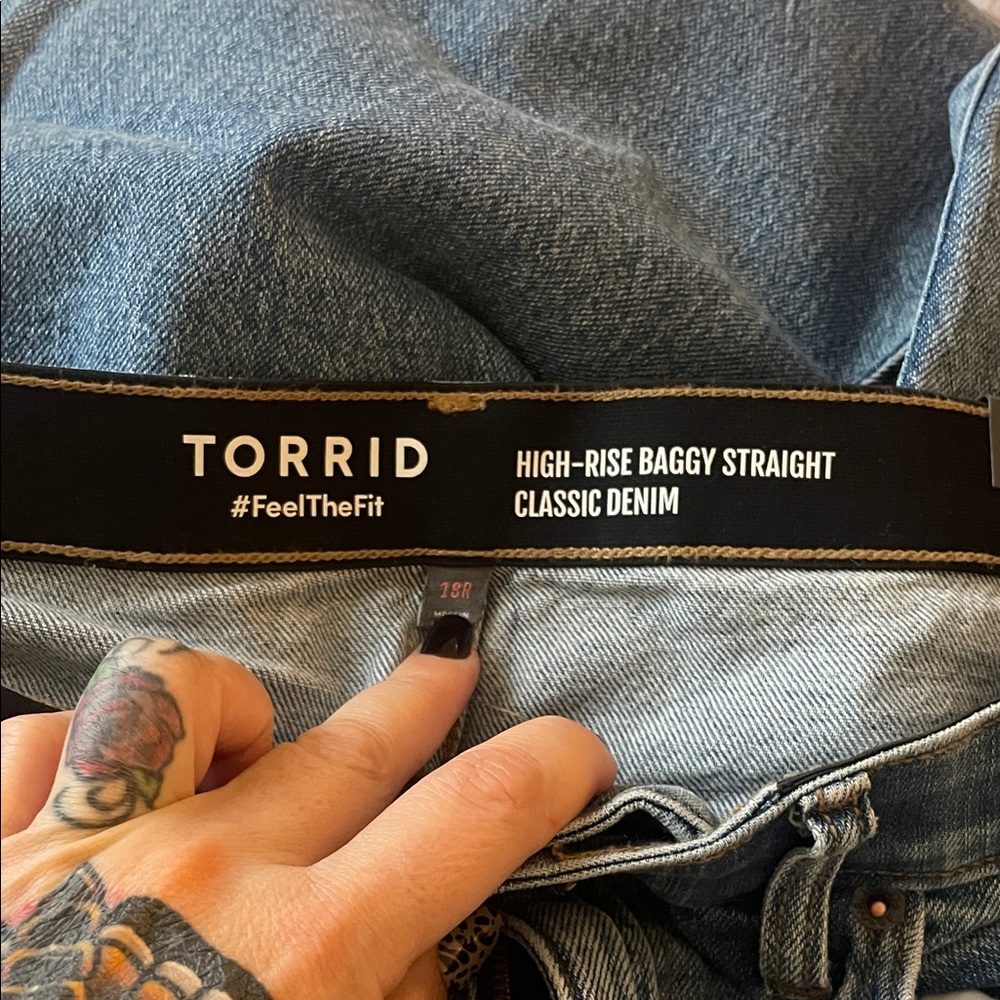 TORRID
#FeelTheFit
HIGH-RISE BAGGY STRAIGHT
CLASSIC DENIM
18R